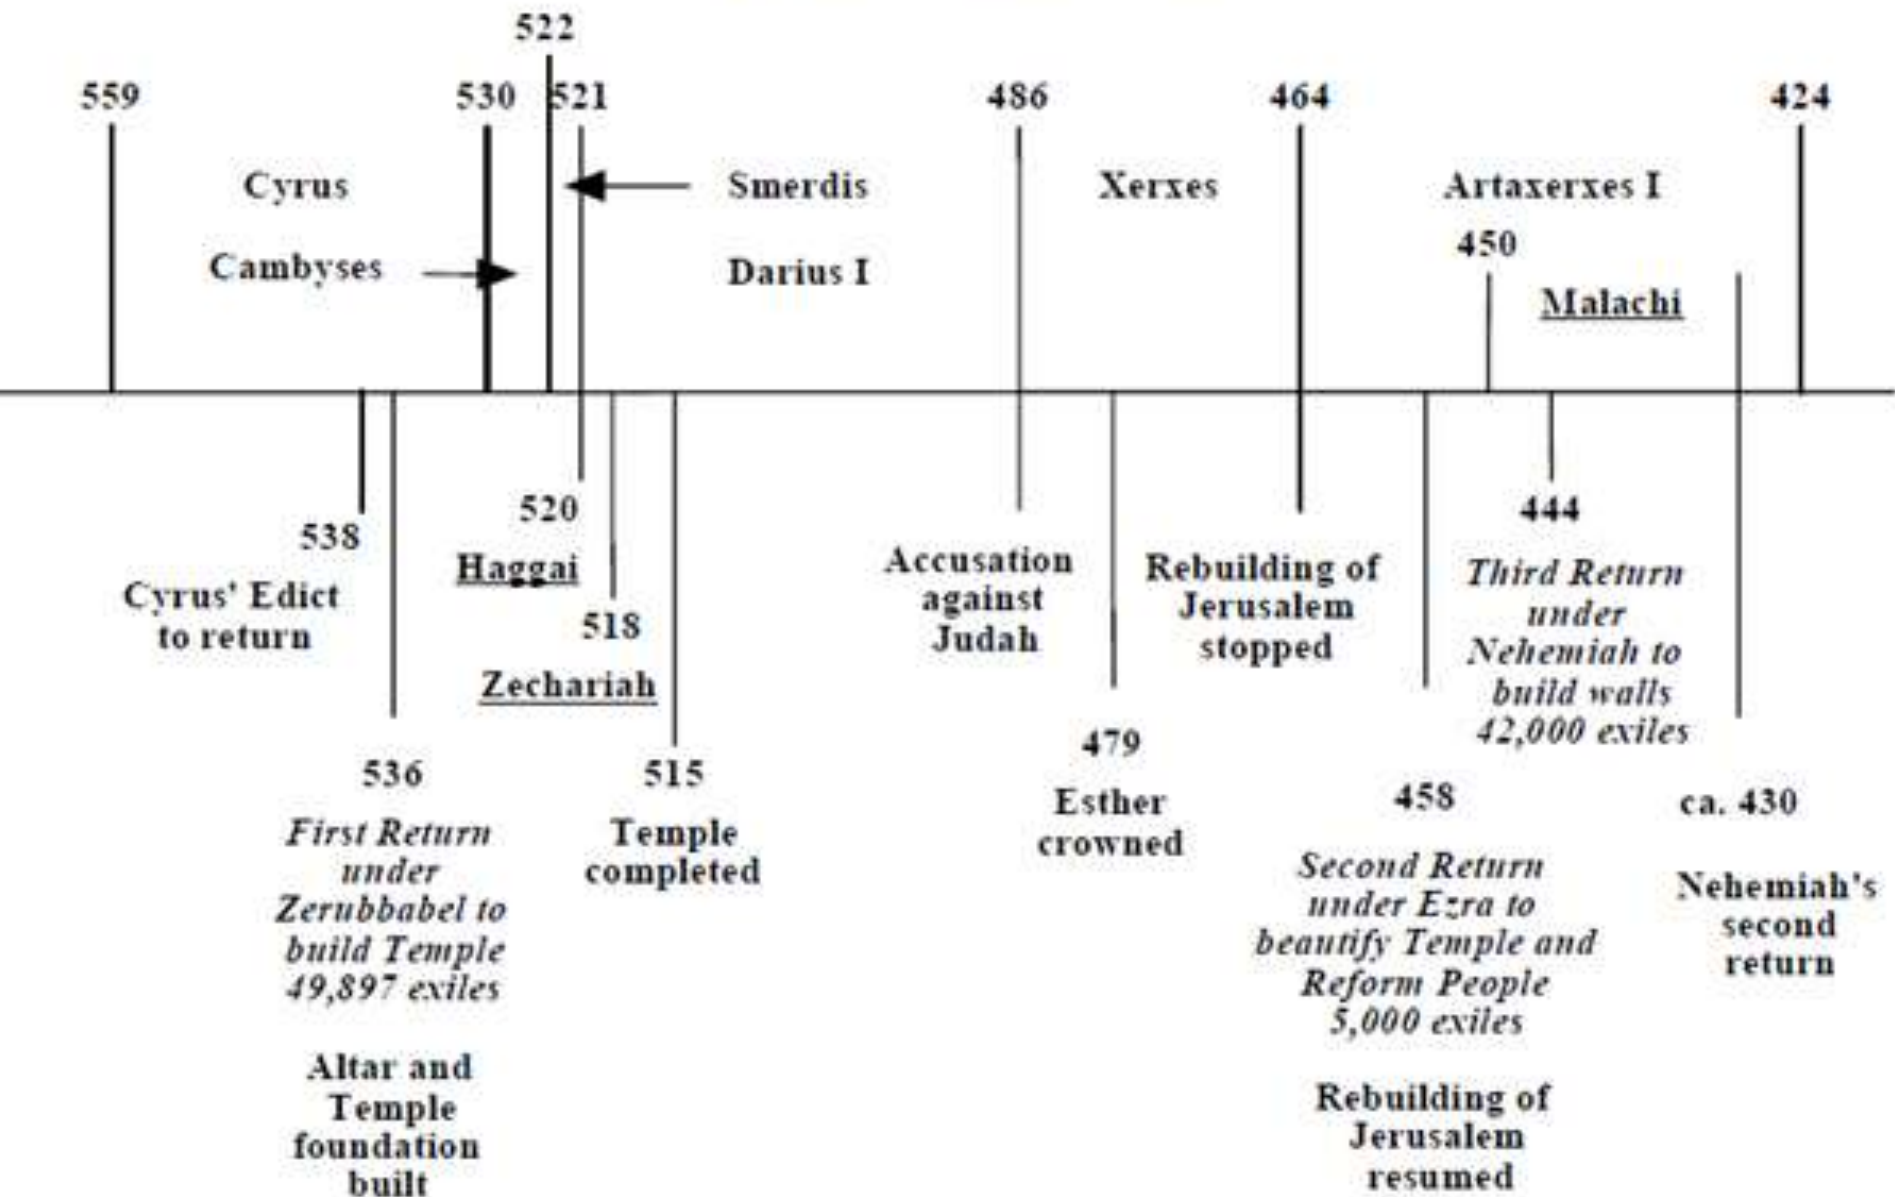 522
559
530
521
486
464
424
Cyrus
Smerdis
Xerxes
Artaxerxes I
450
Cambyses
Darius I
Malachi
538
Cyrus' Edict
to return
520
Haggai
518
Zechariah
Accusation
against
Judah
Rebuilding of
Jerusalem
stopped
444
Third Return
under
Nehemiah to
build walls
42,000 exiles
536
First Return
under
Zerubbabel to
build Temple
49,897 exiles
Altar and
Temple
foundation
built
515
Temple
completed
479
Esther
crowned
458
Second Return
under Ezra to
beautify Temple and
Reform People
5,000 exiles
Rebuilding of
Jerusalem
resumed
ca. 430
Nehemiah's
second
return